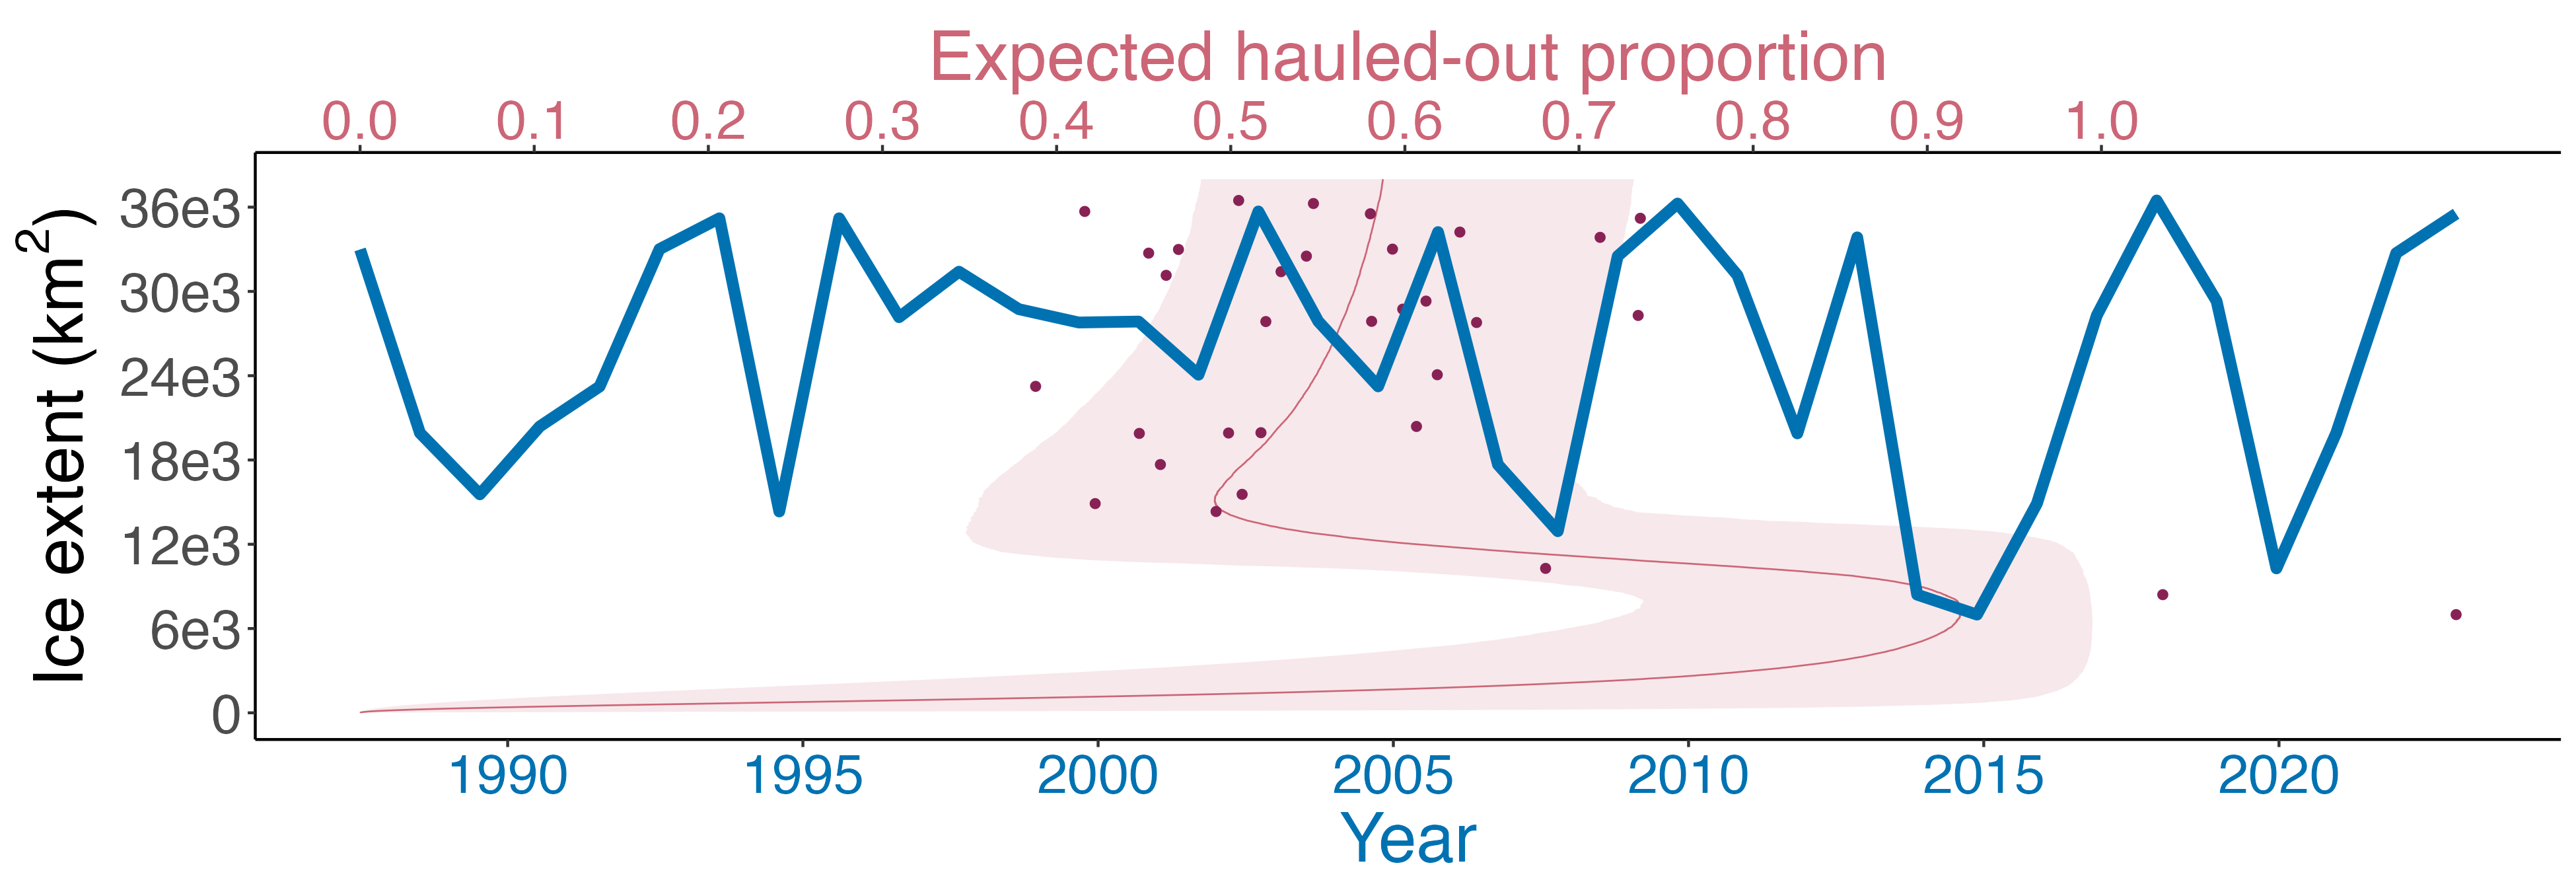 Expected hauled-out proportion
0.0 0.1 0.2 0.3 0.4 0.5 0.6 0.7 0.8 0.9 1.0
Ice extent (km²)
36e3
30e3
24e3
18e3
12e3
6e3
0
1990 1995 2000 2005 2010 2015 2020
Year